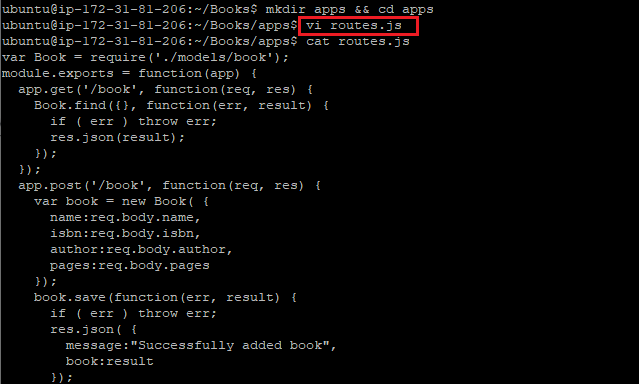 ubuntu@ip-172-31-81-206:~/Books$ mkdir apps && cd apps
ubuntu@ip-172-31-81-206:~/Books/apps$ vi routes.js
ubuntu@ip-172-31-81-206:~/Books/apps$ cat routes.js
var Book = require('./models/book');
module.exports = function(app) {
  app.get('/book', function(req, res) {
    Book.find({}, function(err, result) {
      if ( err ) throw err;
      res.json(result);
    });
  });
  app.post('/book', function(req, res) {
    var book = new Book( {
      name:req.body.name,
      isbn:req.body.isbn,
      author:req.body.author,
      pages:req.body.pages
    });
    book.save(function(err, result) {
      if ( err ) throw err;
      res.json( {
        message:"Successfully added book",
        book:result
      });